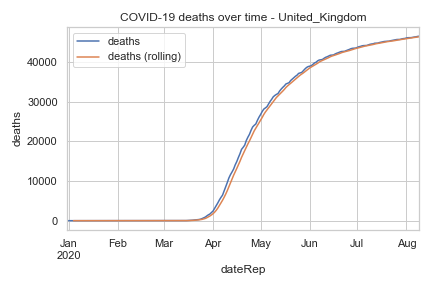 COVID-19 deaths over time - United_Kingdom
deaths
deaths (rolling)
40000
30000
20000
10000
0
deaths
Jan Feb Mar Apr May Jun Jul Aug
2020
dateRep